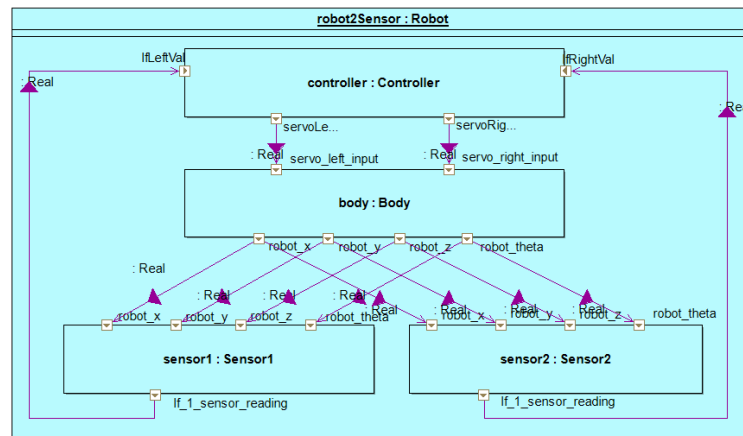 robot2Sensor : Robot
lfLeftVal
lfRightVal
: Real
controller : Controller
: Real
servoLe...
servoRig...
: Real
servo_left_input
: Real
servo_right_input
body : Body
robot_x
robot_y
robot_z
robot_theta
: Real
: Real
: Real
: Real
: Real
: Real
: Real
: Real
robot_x
robot_y
robot_z
robot_theta
robot_x
robot_y
robot_z
robot_theta
sensor1 : Sensor1
sensor2 : Sensor2
lf_1_sensor_reading
lf_1_sensor_reading